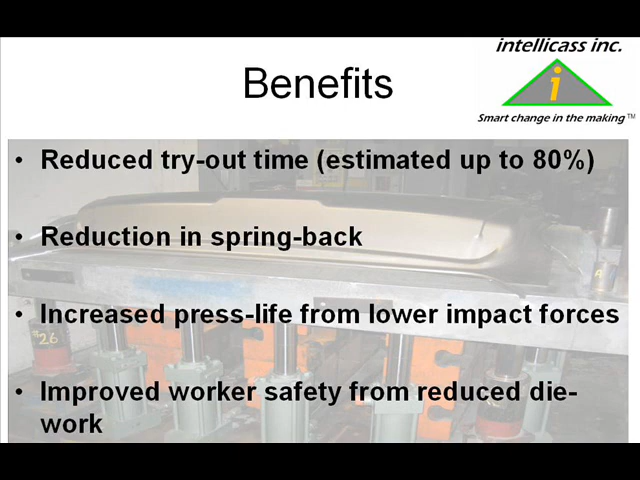 intellicass inc.
i
Smart change in the making™
Benefits
• Reduced try-out time (estimated up to 80%)
• Reduction in spring-back
• Increased press-life from lower impact forces
• Improved worker safety from reduced die-
work
26